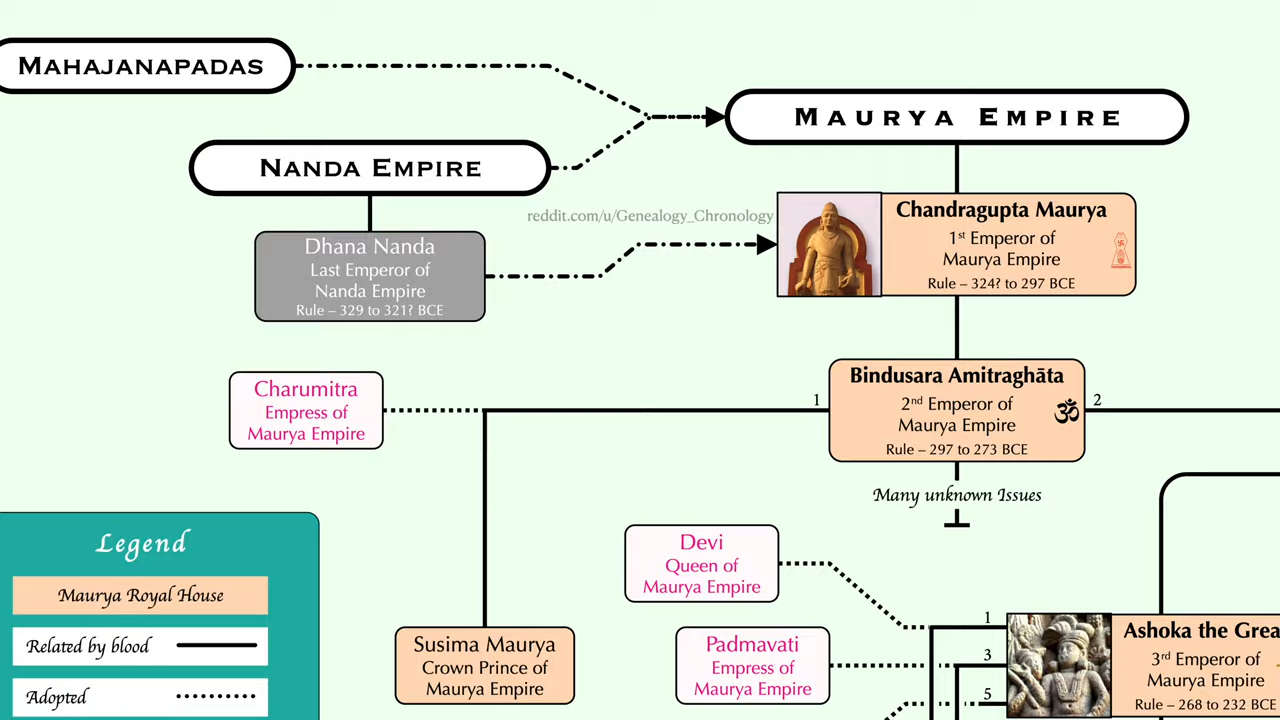 MAHAJANAPADAS
MAURYA EMPIRE
NANDA EMPIRE
reddit.com/u/Genealogy_Chronology
Chandragupta Maurya
1st Emperor of
Maurya Empire
Rule – 324? to 297 BCE
Dhana Nanda
Last Emperor of
Nanda Empire
Rule – 329 to 321? BCE
Charumitra
Empress of
Maurya Empire
1
Bindusara Amitraghāta
2nd Emperor of
Maurya Empire
Rule – 297 to 273 BCE
ॐ
2
Many unknown Issues
Legend
Maurya Royal House
Related by blood
Adopted
Devi
Queen of
Maurya Empire
Susima Maurya
Crown Prince of
Maurya Empire
Padmavati
Empress of
Maurya Empire
1
3
5
Ashoka the Grea
3rd Emperor of
Maurya Empire
Rule – 268 to 232 BCE